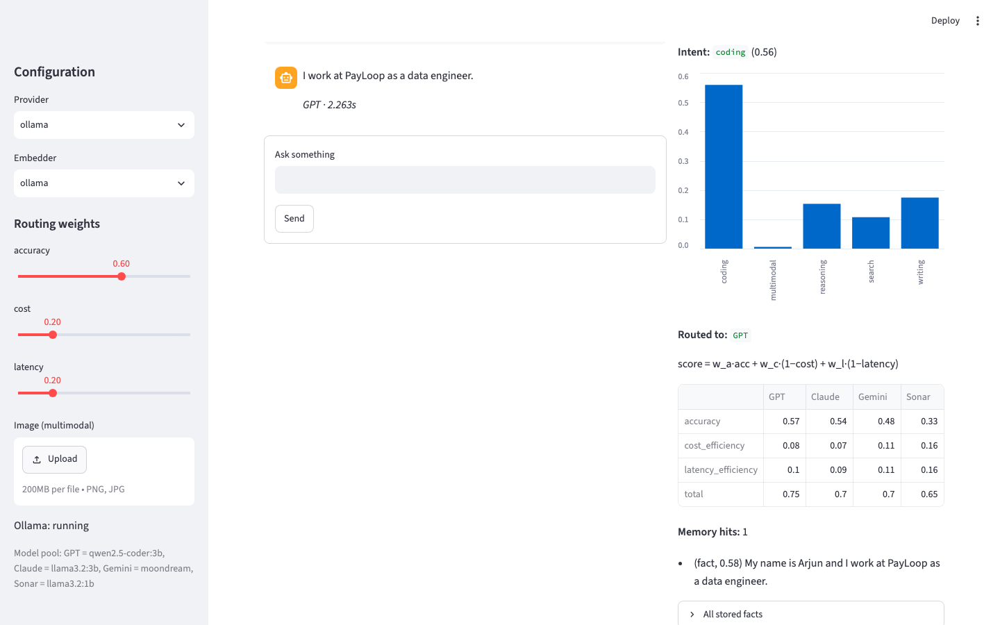 Deploy
Configuration
Provider
ollama
Embedder
ollama
Routing weights
accuracy
0.60
cost
0.20
latency
0.20
Image (multimodal)
Upload
200MB per file • PNG, JPG
Ollama: running
Model pool: GPT = qwen2.5-coder:3b,
Claude = llama3.2:3b, Gemini = moondream,
Sonar = llama3.2:1b
I work at PayLoop as a data engineer.
GPT · 2.263s
Ask something
Send
Intent: coding (0.56)
0.6
0.5
0.4
0.3
0.2
0.1
0.0
coding
multimodal
reasoning
search
writing
Routed to: GPT
score = w_a·acc + w_c·(1−cost) + w_l·(1−latency)
GPT Claude Gemini Sonar
accuracy 0.57 0.54 0.48 0.33
cost_efficiency 0.08 0.07 0.11 0.16
latency_efficiency 0.1 0.09 0.11 0.16
total 0.75 0.7 0.7 0.65
Memory hits: 1
• (fact, 0.58) My name is Arjun and I work at PayLoop as
a data engineer.
All stored facts